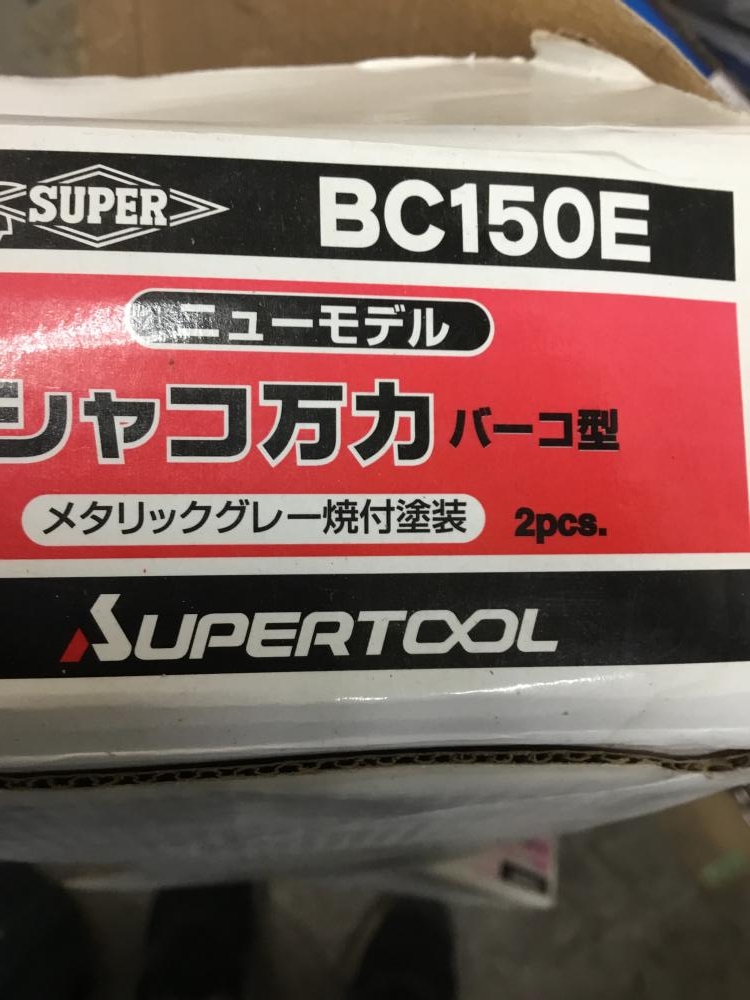 SUPER BC150E
ニューモデル
シャコ万力 バーコ型
メタリックグレー焼付塗装 2pcs.
SUPERTOOL